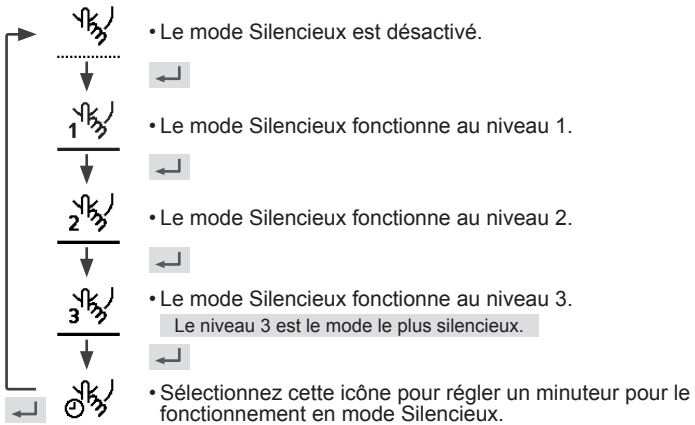 • Le mode Silencieux est désactivé.
1
• Le mode Silencieux fonctionne au niveau 1.
2
• Le mode Silencieux fonctionne au niveau 2.
3
• Le mode Silencieux fonctionne au niveau 3.
Le niveau 3 est le mode le plus silencieux.
• Sélectionnez cette icône pour régler un minuteur pour le
fonctionnement en mode Silencieux.